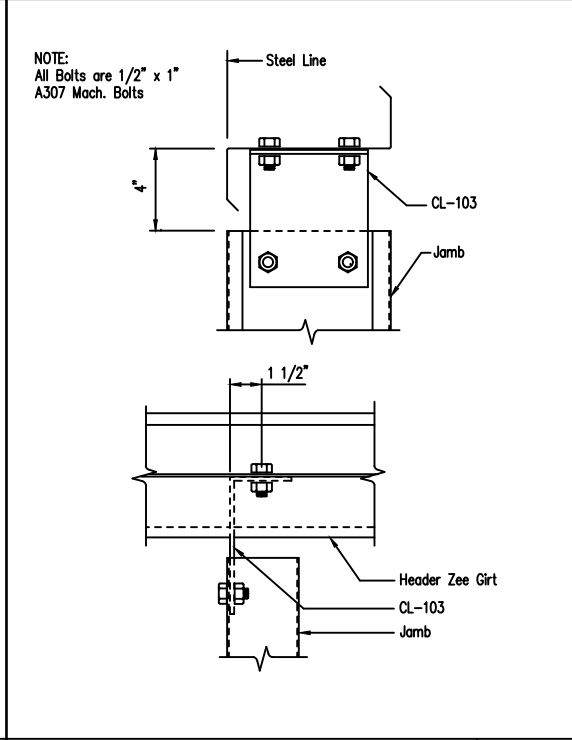 NOTE:
All Bolts are 1/2" x 1"
A307 Mach. Bolts
Steel Line
4"
CL-103
Jamb
1 1/2"
Header Zee Girt
CL-103
Jamb